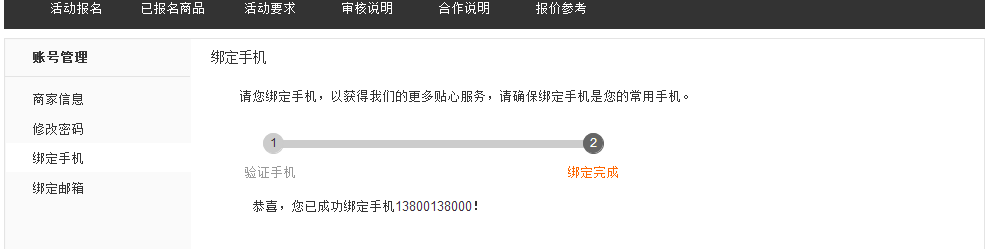 活动报名 已报名商品 活动要求 审核说明 合作说明 报价参考
账号管理
商家信息
修改密码
绑定手机
绑定邮箱
绑定手机
请您绑定手机，以获得我们的更多贴心服务，请确保绑定手机是您的常用手机。
1 2
验证手机 绑定完成
恭喜，您已成功绑定手机13800138000！